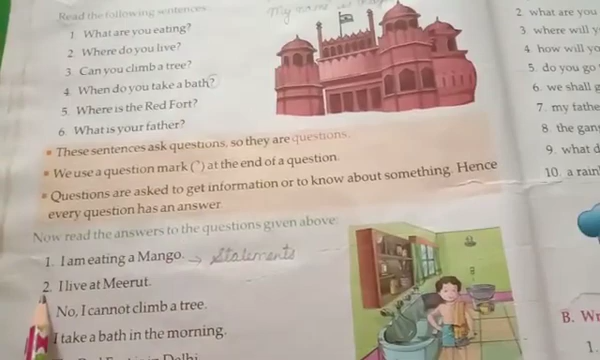 Read the following sentences
My name is
1. What are you eating?
2. Where do you live?
3. Can you climb a tree?
4. When do you take a bath?
5. Where is the Red Fort?
6. What is your father?
These sentences ask questions, so they are questions.
We use a question mark (?) at the end of a question.
Questions are asked to get information or to know about something. Hence
every question has an answer.
Now read the answers to the questions given above:
1. I am eating a Mango. → Statements
2. I live at Meerut.
No, I cannot climb a tree.
I take a bath in the morning.
2. what are you
3. where will y
4. how will yo
5. do you go
6. we shall g
7. my fathe
8. the gan
9. what d
10. a rain
B. Wr
1.